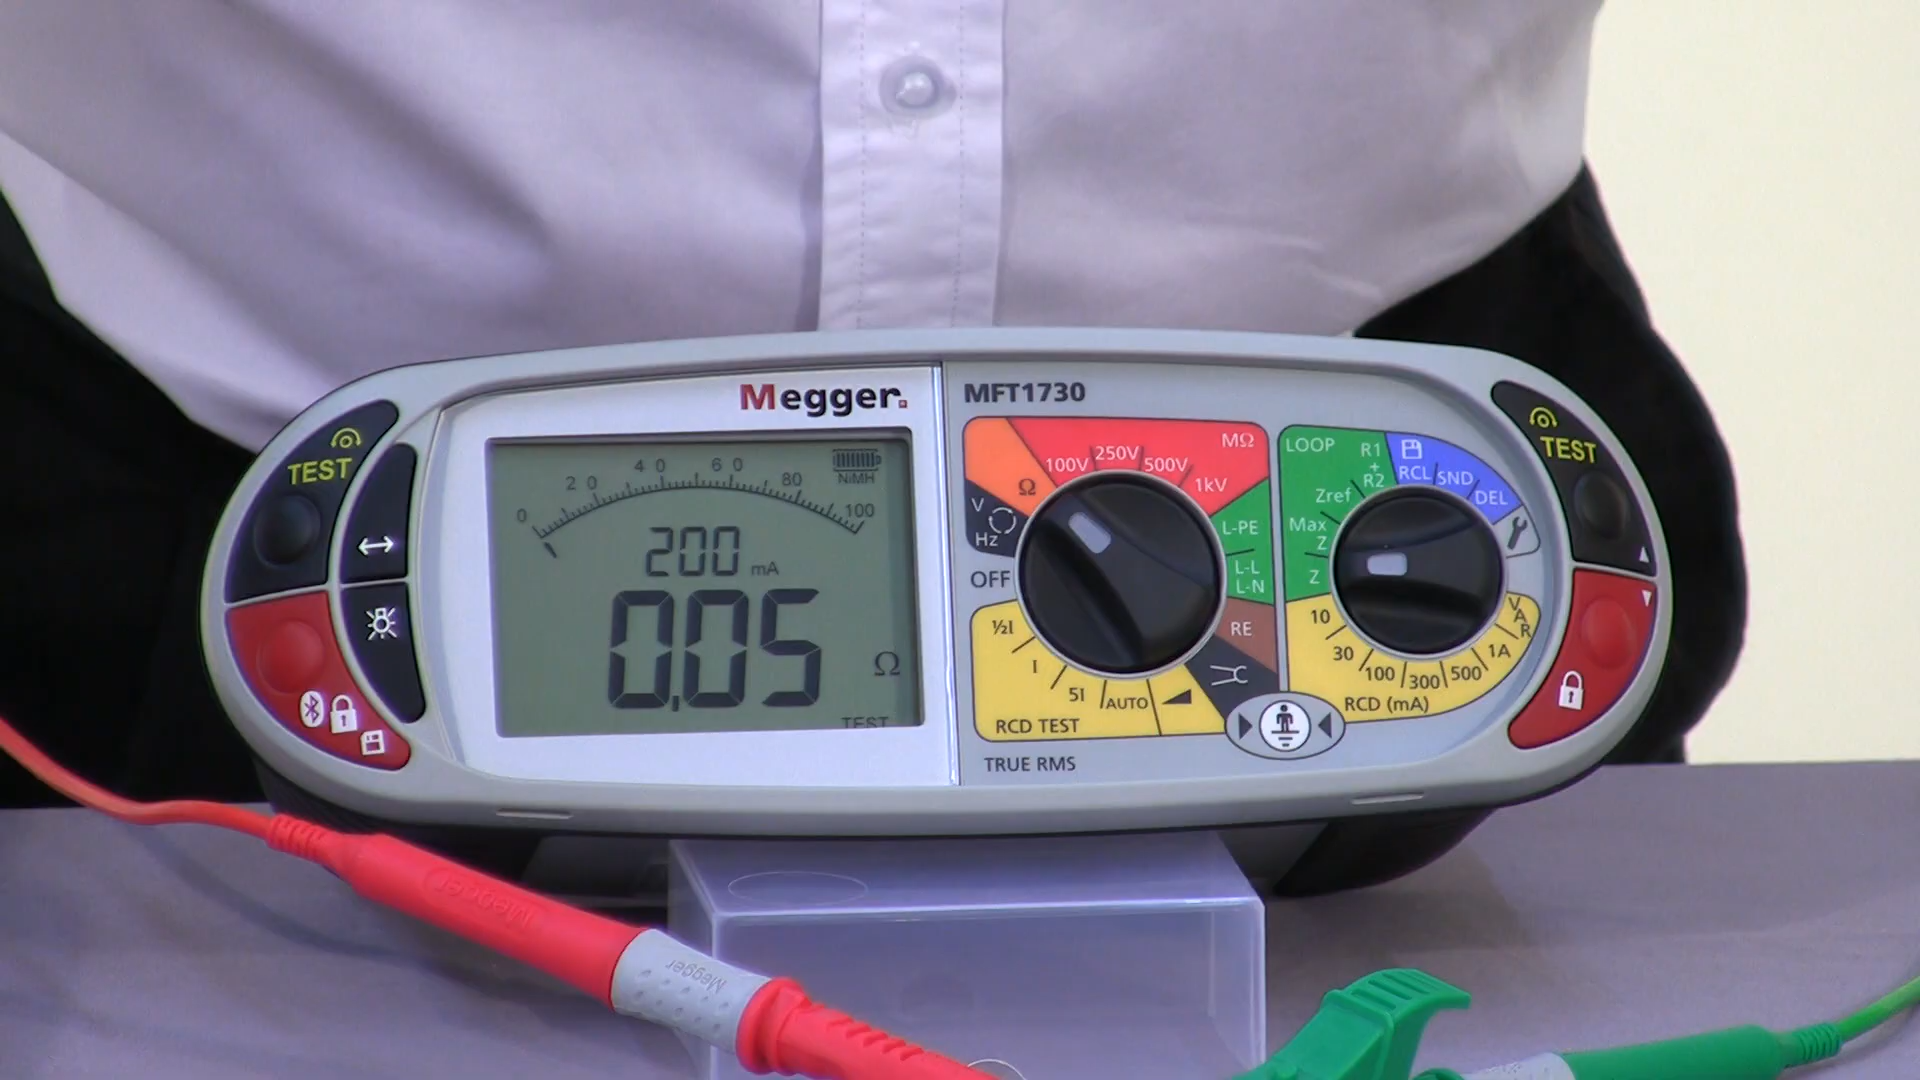 Megger.
MFT1730
TEST
0 20 40 60 80 100
NiMH
200 mA
0.05 Ω
TEST
V
Hz
OFF
Ω
100V
250V
500V
1kV
MΩ
L-PE
L-L
L-N
RE
½I
I
5I
AUTO
RCD TEST
TRUE RMS
LOOP
R1
+
R2
Zref
Max
Z
Z
RCL
SND
DEL
10
30
100
300
500
1A
VAR
RCD (mA)
TEST
Megger
Megger